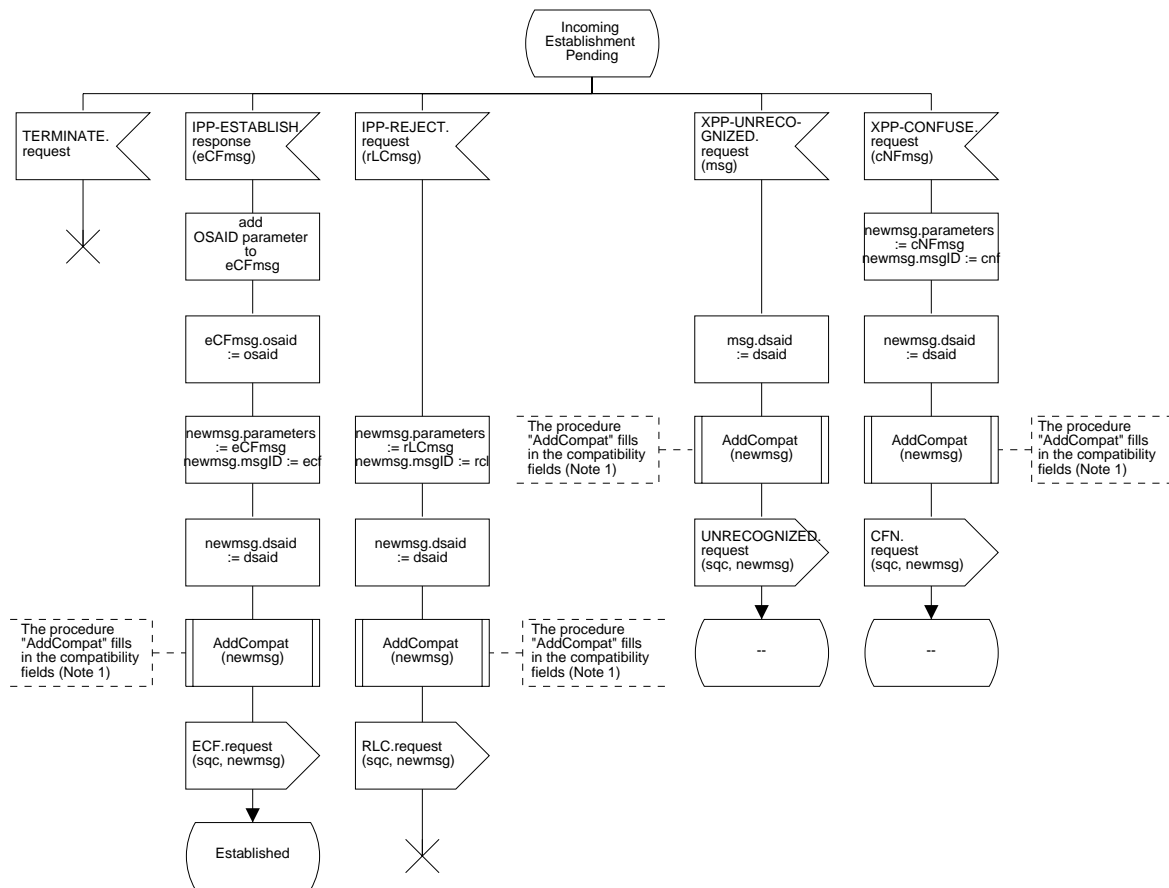 Incoming
Establishment
Pending
TERMINATE.
request
IPP-ESTABLISH.
response
(eCFmsg)
IPP-REJECT.
request
(rLCmsg)
XPP-UNRECO-
GNIZED.
request
(msg)
XPP-CONFUSE.
request
(cNFmsg)
add
OSAID parameter
to
eCFmsg
newmsg.parameters
:= cNFmsg
newmsg.msgID := cnf
eCFmsg.osaid
:= osaid
msg.dsaid
:= dsaid
newmsg.dsaid
:= dsaid
newmsg.parameters
:= eCFmsg
newmsg.msgID := ecf
newmsg.parameters
:= rLCmsg
newmsg.msgID := rcl
The procedure
"AddCompat" fills
in the compatibility
fields (Note 1)
AddCompat
(newmsg)
AddCompat
(newmsg)
The procedure
"AddCompat" fills
in the compatibility
fields (Note 1)
newmsg.dsaid
:= dsaid
newmsg.dsaid
:= dsaid
UNRECOGNIZED.
request
(sqc, newmsg)
CFN.
request
(sqc, newmsg)
The procedure
"AddCompat" fills
in the compatibility
fields (Note 1)
AddCompat
(newmsg)
AddCompat
(newmsg)
The procedure
"AddCompat" fills
in the compatibility
fields (Note 1)
--
--
ECF.request
(sqc, newmsg)
RLC.request
(sqc, newmsg)
Established